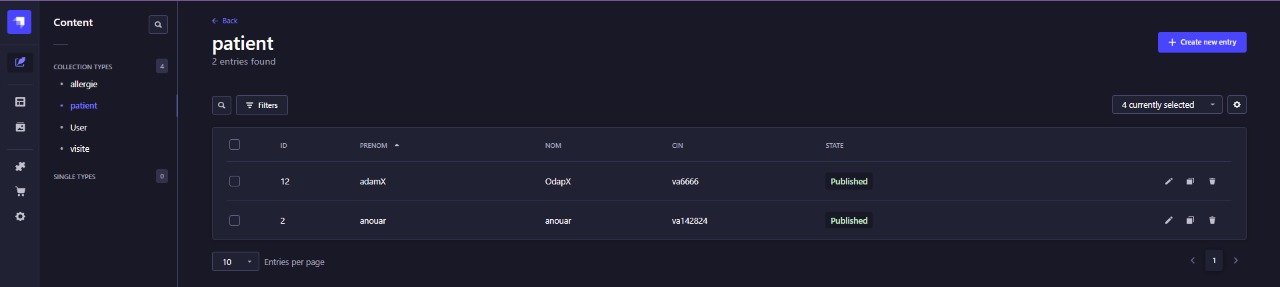 Content
COLLECTION TYPES 4
allergie
patient
User
visite
SINGLE TYPES 0
Back
patient
2 entries found
Create new entry
Filters
4 currently selected
ID PRENOM NOM CIN STATE
12 adamX OdapX va6666 Published
2 anouar anouar va142824 Published
10 Entries per page
1